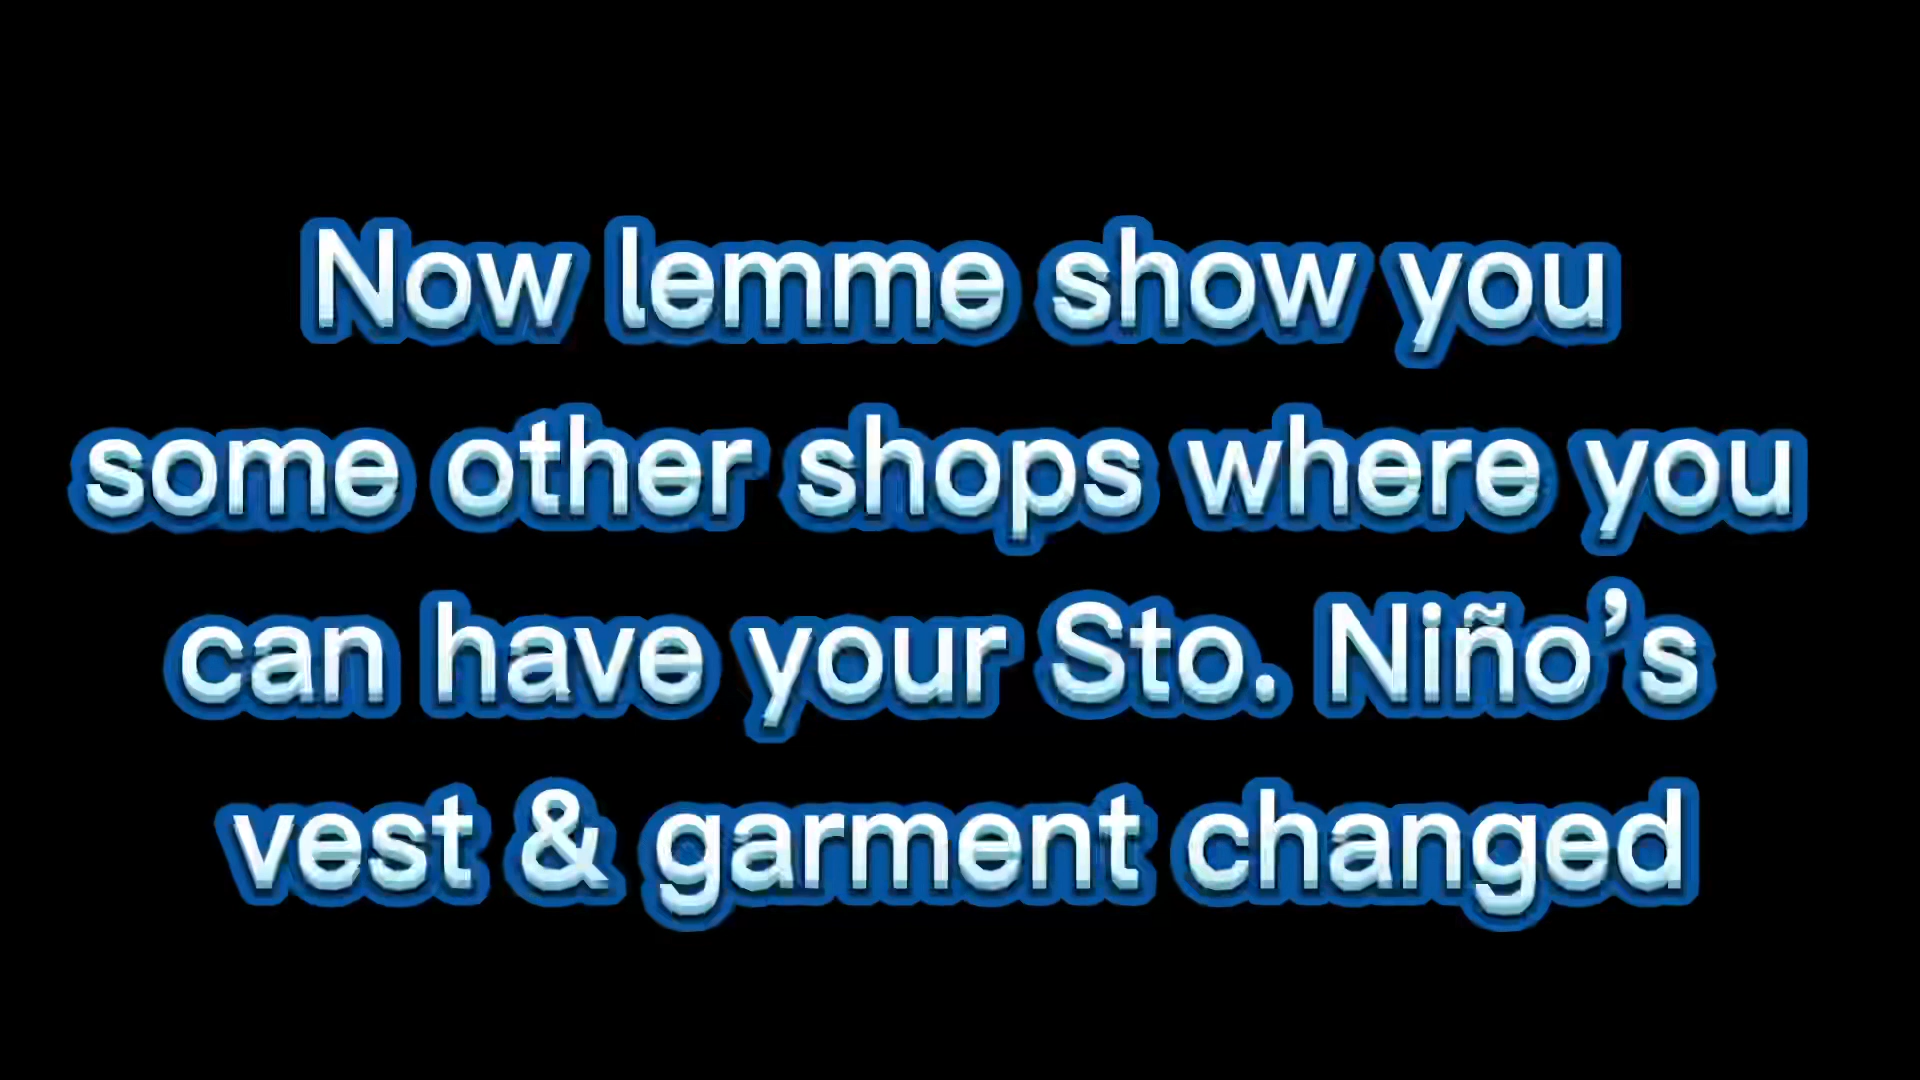 Now lemme show you
some other shops where you
can have your Sto. Niño’s
vest & garment changed